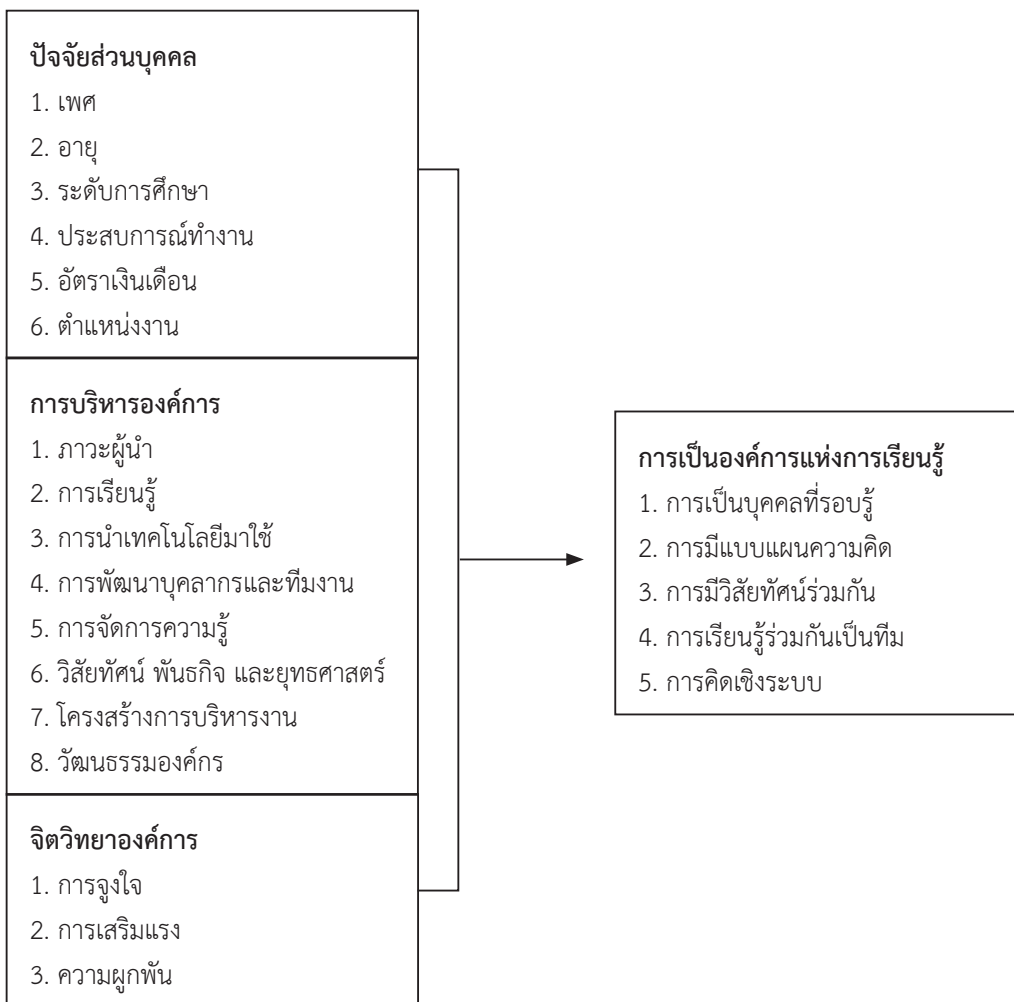 ปัจจัยส่วนบุคคล
1. เพศ
2. อายุ
3. ระดับการศึกษา
4. ประสบการณ์ทำงาน
5. อัตราเงินเดือน
6. ตำแหน่งงาน
การบริหารองค์การ
1. ภาวะผู้นำ
2. การเรียนรู้
3. การนำเทคโนโลยีมาใช้
4. การพัฒนาบุคลากรและทีมงาน
5. การจัดการความรู้
6. วิสัยทัศน์ พันธกิจ และยุทธศาสตร์
7. โครงสร้างการบริหารงาน
8. วัฒนธรรมองค์กร
จิตวิทยาองค์การ
1. การจูงใจ
2. การเสริมแรง
3. ความผูกพัน
การเป็นองค์การแห่งการเรียนรู้
1. การเป็นบุคคลที่รอบรู้
2. การมีแบบแผนความคิด
3. การมีวิสัยทัศน์ร่วมกัน
4. การเรียนรู้ร่วมกันเป็นทีม
5. การคิดเชิงระบบ